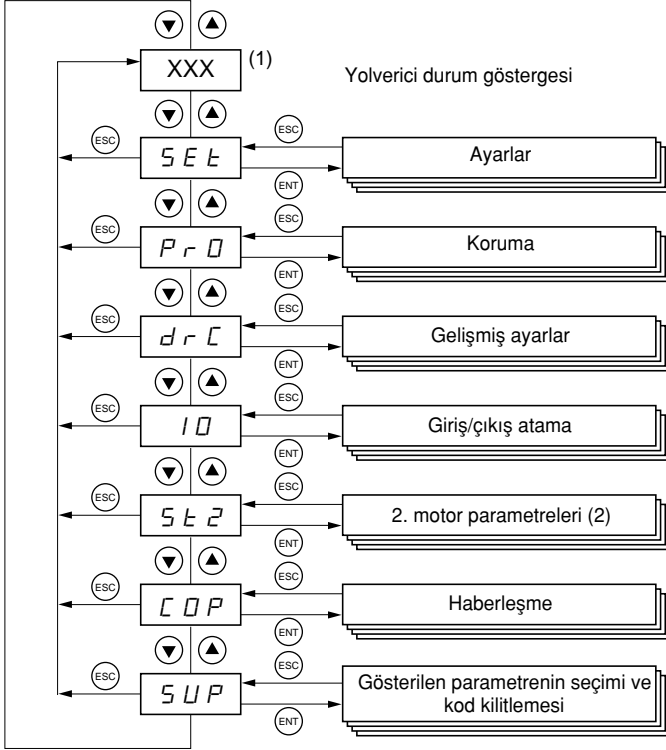 XXX (1) Yolverici durum göstergesi
ESC
SEt ESC Ayarlar
ENT
ESC ESC
PrO Koruma
ENT
ESC ESC
drC Gelişmiş ayarlar
ENT
ESC ESC
IO Giriş/çıkış atama
ENT
ESC ESC
St2 2. motor parametreleri (2)
ENT
ESC ESC
COP Haberleşme
ENT
ESC ESC
SUP Gösterilen parametrenin seçimi ve
kod kilitlemesi
ENT